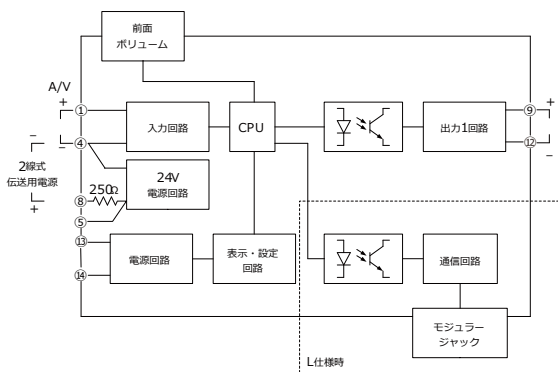 前面
ボリューム
A/V
+
①
-
④
入力回路
CPU
出力1回路
⑨
+
⑫
-
-
2線式
伝送用電源
+
24V
電源回路
250Ω
⑧
⑤
⑬
⑭
電源回路
表示・設定
回路
通信回路
モジュラー
ジャック
L仕様時